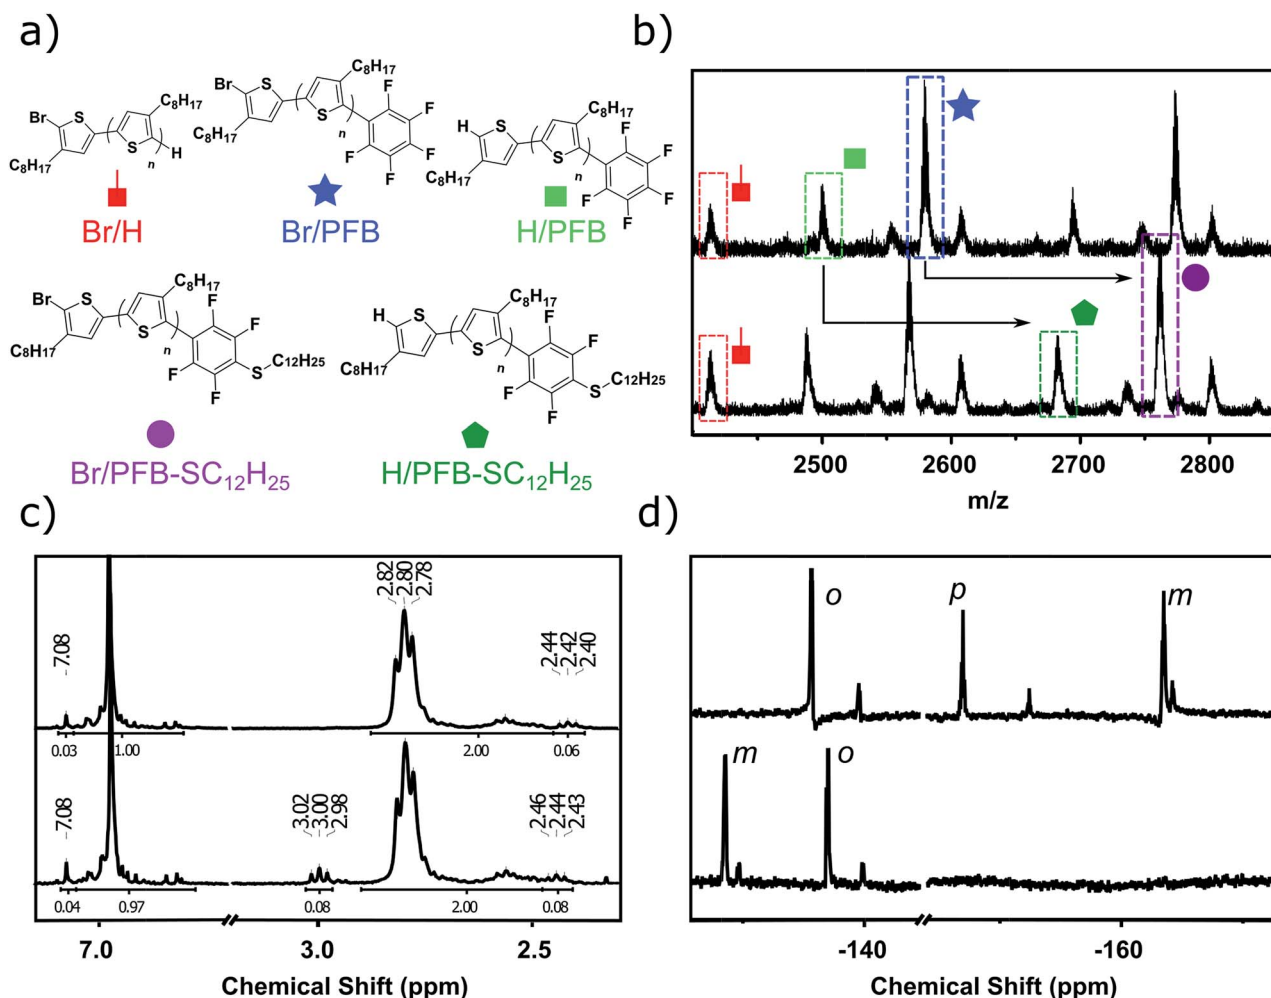 a)
Br
S
C8H17
C8H17
S
n
H
Br/H
Br
S
C8H17
C8H17
S
n
F
F
F
F
F
Br/PFB
H
S
C8H17
C8H17
S
n
F
F
F
F
F
H/PFB
Br
S
C8H17
C8H17
S
n
F
F
F
F
S
C12H25
Br/PFB-SC12H25
H
S
C8H17
C8H17
S
n
F
F
F
F
S
C12H25
H/PFB-SC12H25
b)
2500 2600 2700 2800
m/z
c)
7.08
2.82
2.80
2.78
2.44
2.42
2.40
0.03 1.00 2.00 0.06
7.08
3.02
3.00
2.98
2.46
2.44
2.43
0.04 0.97 0.08 2.00 0.08
7.0 3.0 2.5
Chemical Shift (ppm)
d)
o p m
m o
-140 -160
Chemical Shift (ppm)